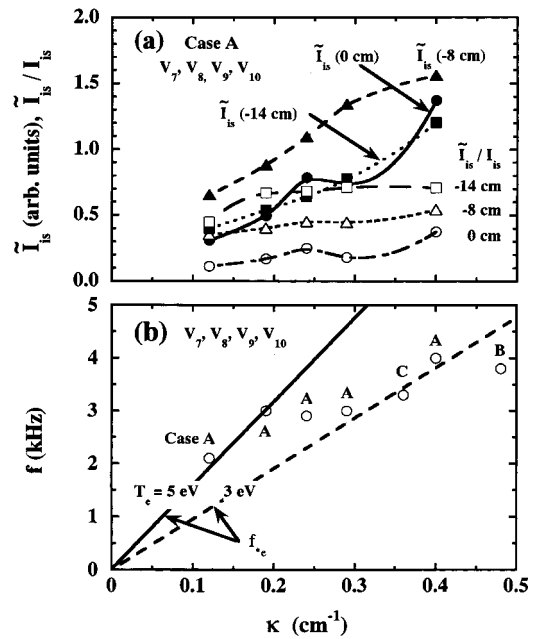 2.0
(a) Case A
V7, V8, V9, V10
Ĩis (0 cm)
Ĩis (-8 cm)
Ĩis (-14 cm)
Ĩis / Iis
-14 cm
-8 cm
0 cm
1.5
1.0
0.5
0.0
Ĩis (arb. units), Ĩis / Iis
5
(b) V7, V8, V9, V10
A
B
C
A
A
Case A
A
Te = 5 eV
3 eV
f*e
4
3
2
1
0
f (kHz)
0 0.1 0.2 0.3 0.4 0.5
κ (cm-1)